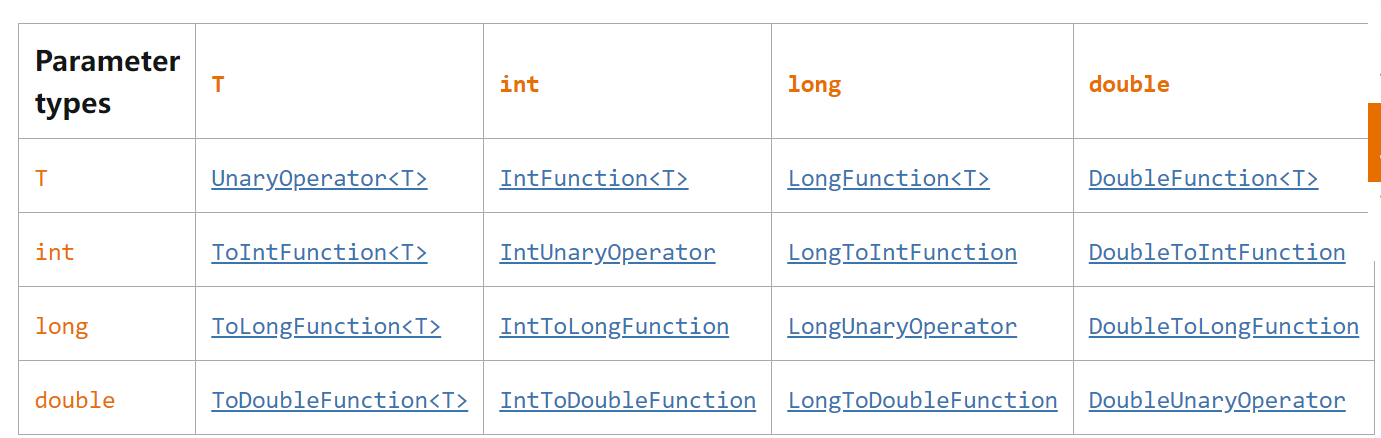 Parameter types T int long double
T UnaryOperator<T> IntFunction<T> LongFunction<T> DoubleFunction<T>
int ToIntFunction<T> IntUnaryOperator LongToIntFunction DoubleToIntFunction
long ToLongFunction<T> IntToLongFunction LongUnaryOperator DoubleToLongFunction
double ToDoubleFunction<T> IntToDoubleFunction LongToDoubleFunction DoubleUnaryOperator